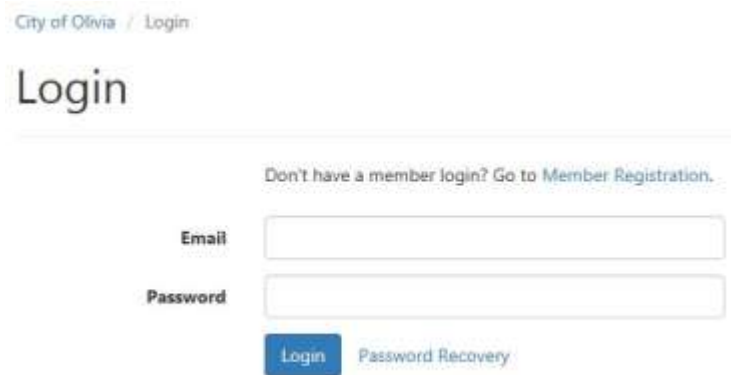 City of Olivia / Login
Login
Don't have a member login? Go to Member Registration.
Email
Password
Login Password Recovery